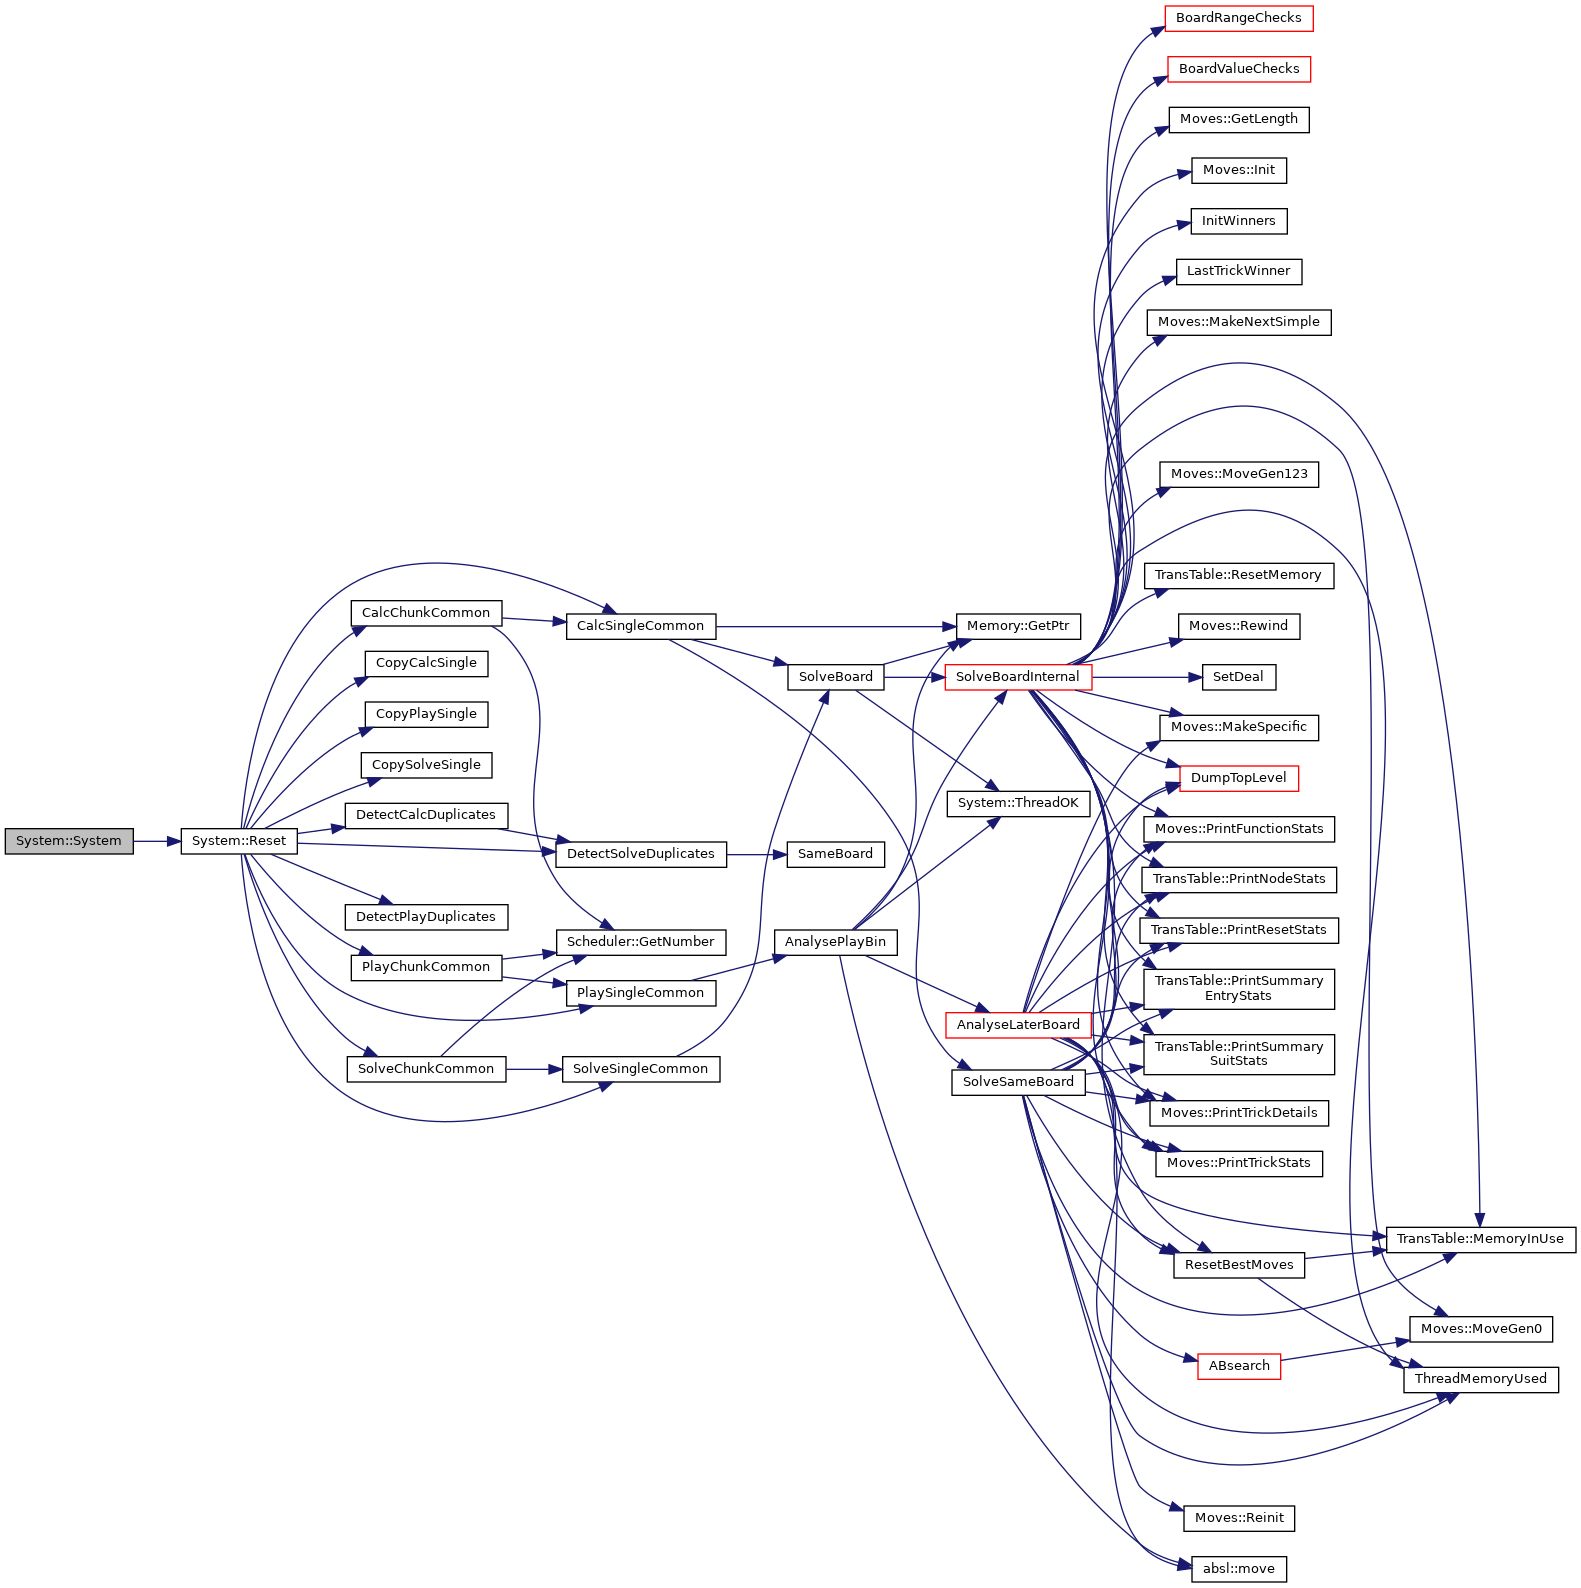 System::System
System::Reset
CalcChunkCommon
CopyCalcSingle
CopyPlaySingle
CopySolveSingle
DetectCalcDuplicates
DetectPlayDuplicates
PlayChunkCommon
SolveChunkCommon
CalcSingleCommon
DetectSolveDuplicates
Scheduler::GetNumber
PlaySingleCommon
SolveSingleCommon
SolveBoard
SameBoard
AnalysePlayBin
Memory::GetPtr
SolveBoardInternal
System::ThreadOK
AnalyseLaterBoard
SolveSameBoard
BoardRangeChecks
BoardValueChecks
Moves::GetLength
Moves::Init
InitWinners
LastTrickWinner
Moves::MakeNextSimple
Moves::MoveGen123
TransTable::ResetMemory
Moves::Rewind
SetDeal
Moves::MakeSpecific
DumpTopLevel
Moves::PrintFunctionStats
TransTable::PrintNodeStats
TransTable::PrintResetStats
TransTable::PrintSummary
EntryStats
TransTable::PrintSummary
SuitStats
Moves::PrintTrickDetails
Moves::PrintTrickStats
ResetBestMoves
ABsearch
Moves::Reinit
absl::move
TransTable::MemoryInUse
Moves::MoveGen0
ThreadMemoryUsed